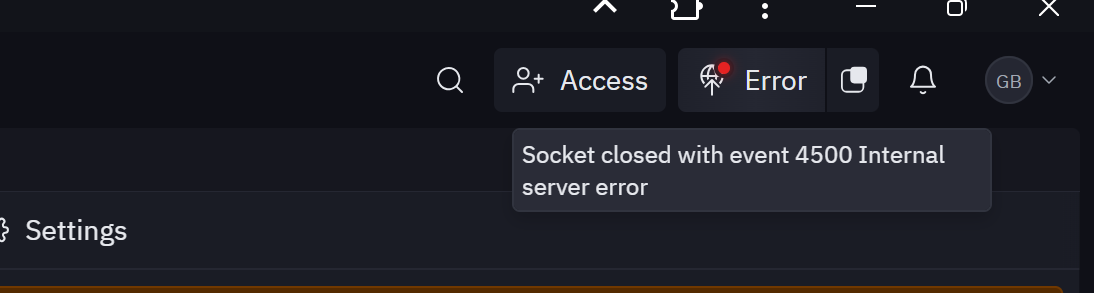 Access
Error
GB
Socket closed with event 4500 Internal
server error
Settings